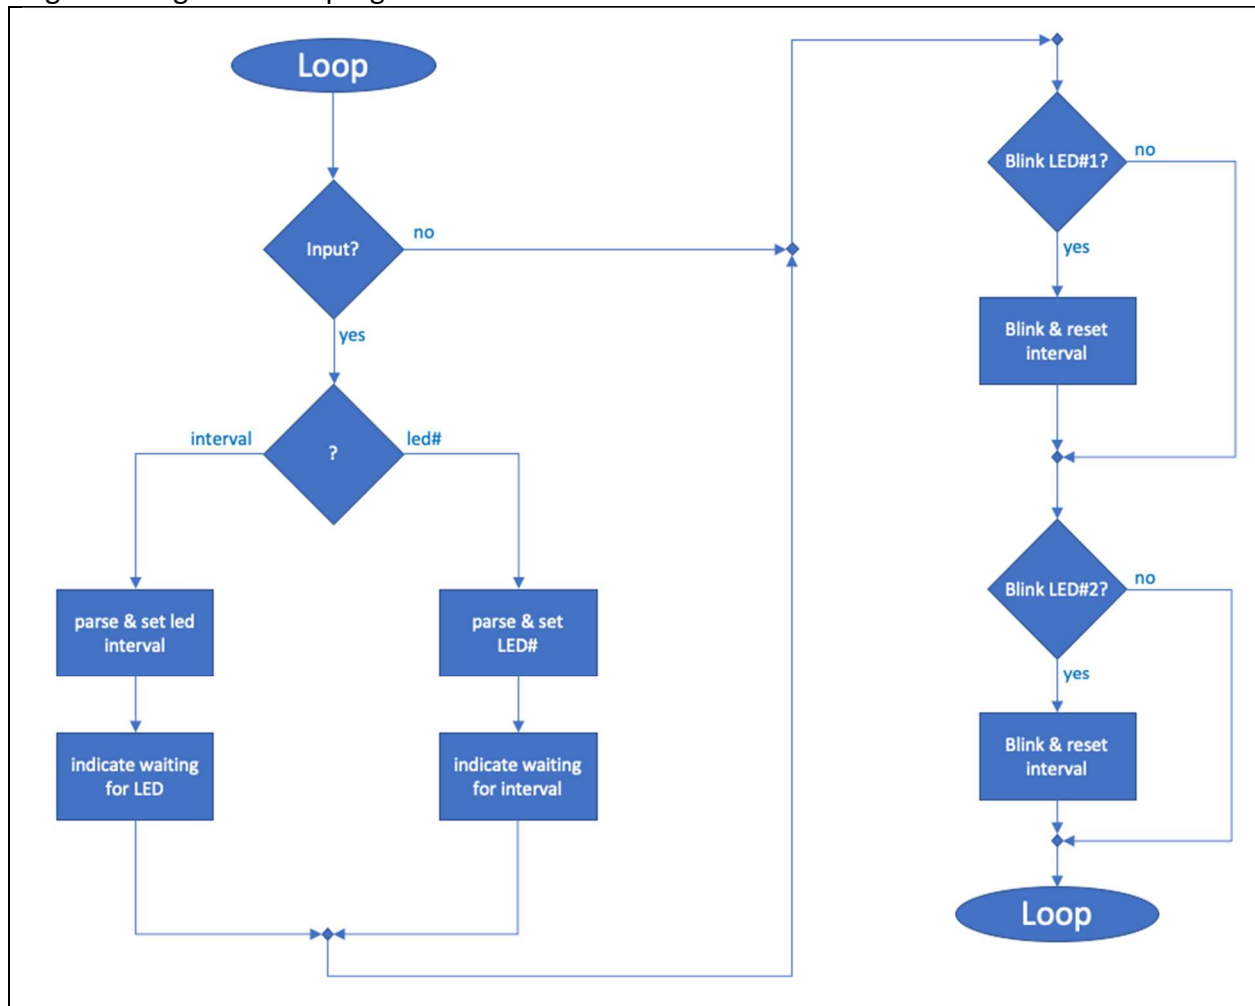 Loop
Input?
no
yes
?
interval
led#
parse & set led
interval
parse & set
LED#
indicate waiting
for LED
indicate waiting
for interval
Blink LED#1?
no
yes
Blink & reset
interval
Blink LED#2?
no
yes
Blink & reset
interval
Loop